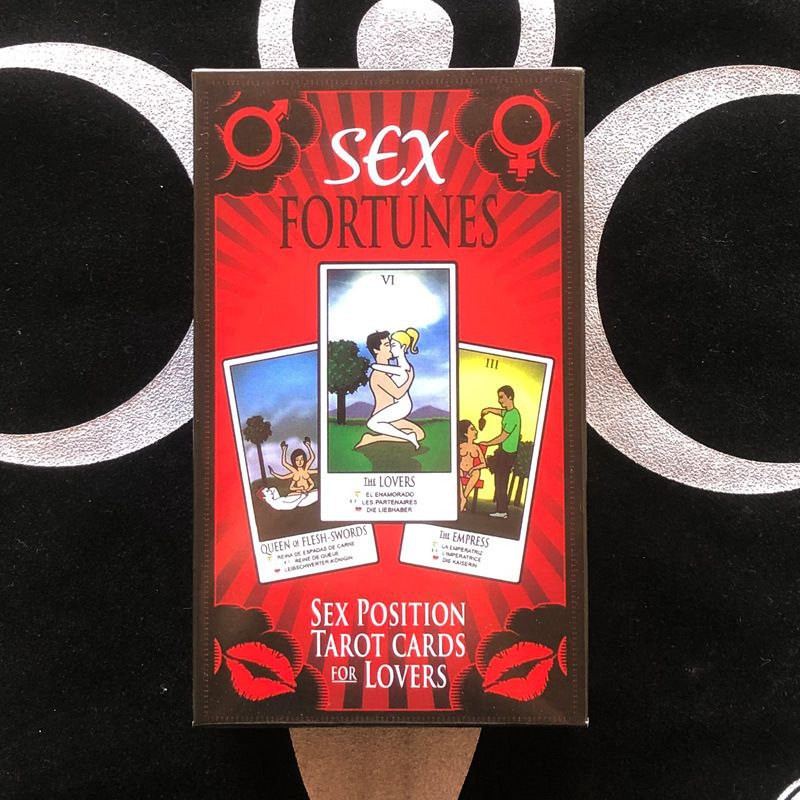 SEX
FORTUNES
VI
THE LOVERS
EL ENAMORADO
LES PARTENAIRES
DIE LIEBHABER
QUEEN OF FLESH-SWORDS
REINA DE ESPADAS DE CARNE
REINE DE QUEUE
LEIBSCHWERTER-KÖNIGIN
III
THE EMPRESS
LA EMPERATRIZ
L'IMPERATRICE
DIE KAISERIN
SEX POSITION
TAROT CARDS
FOR LOVERS